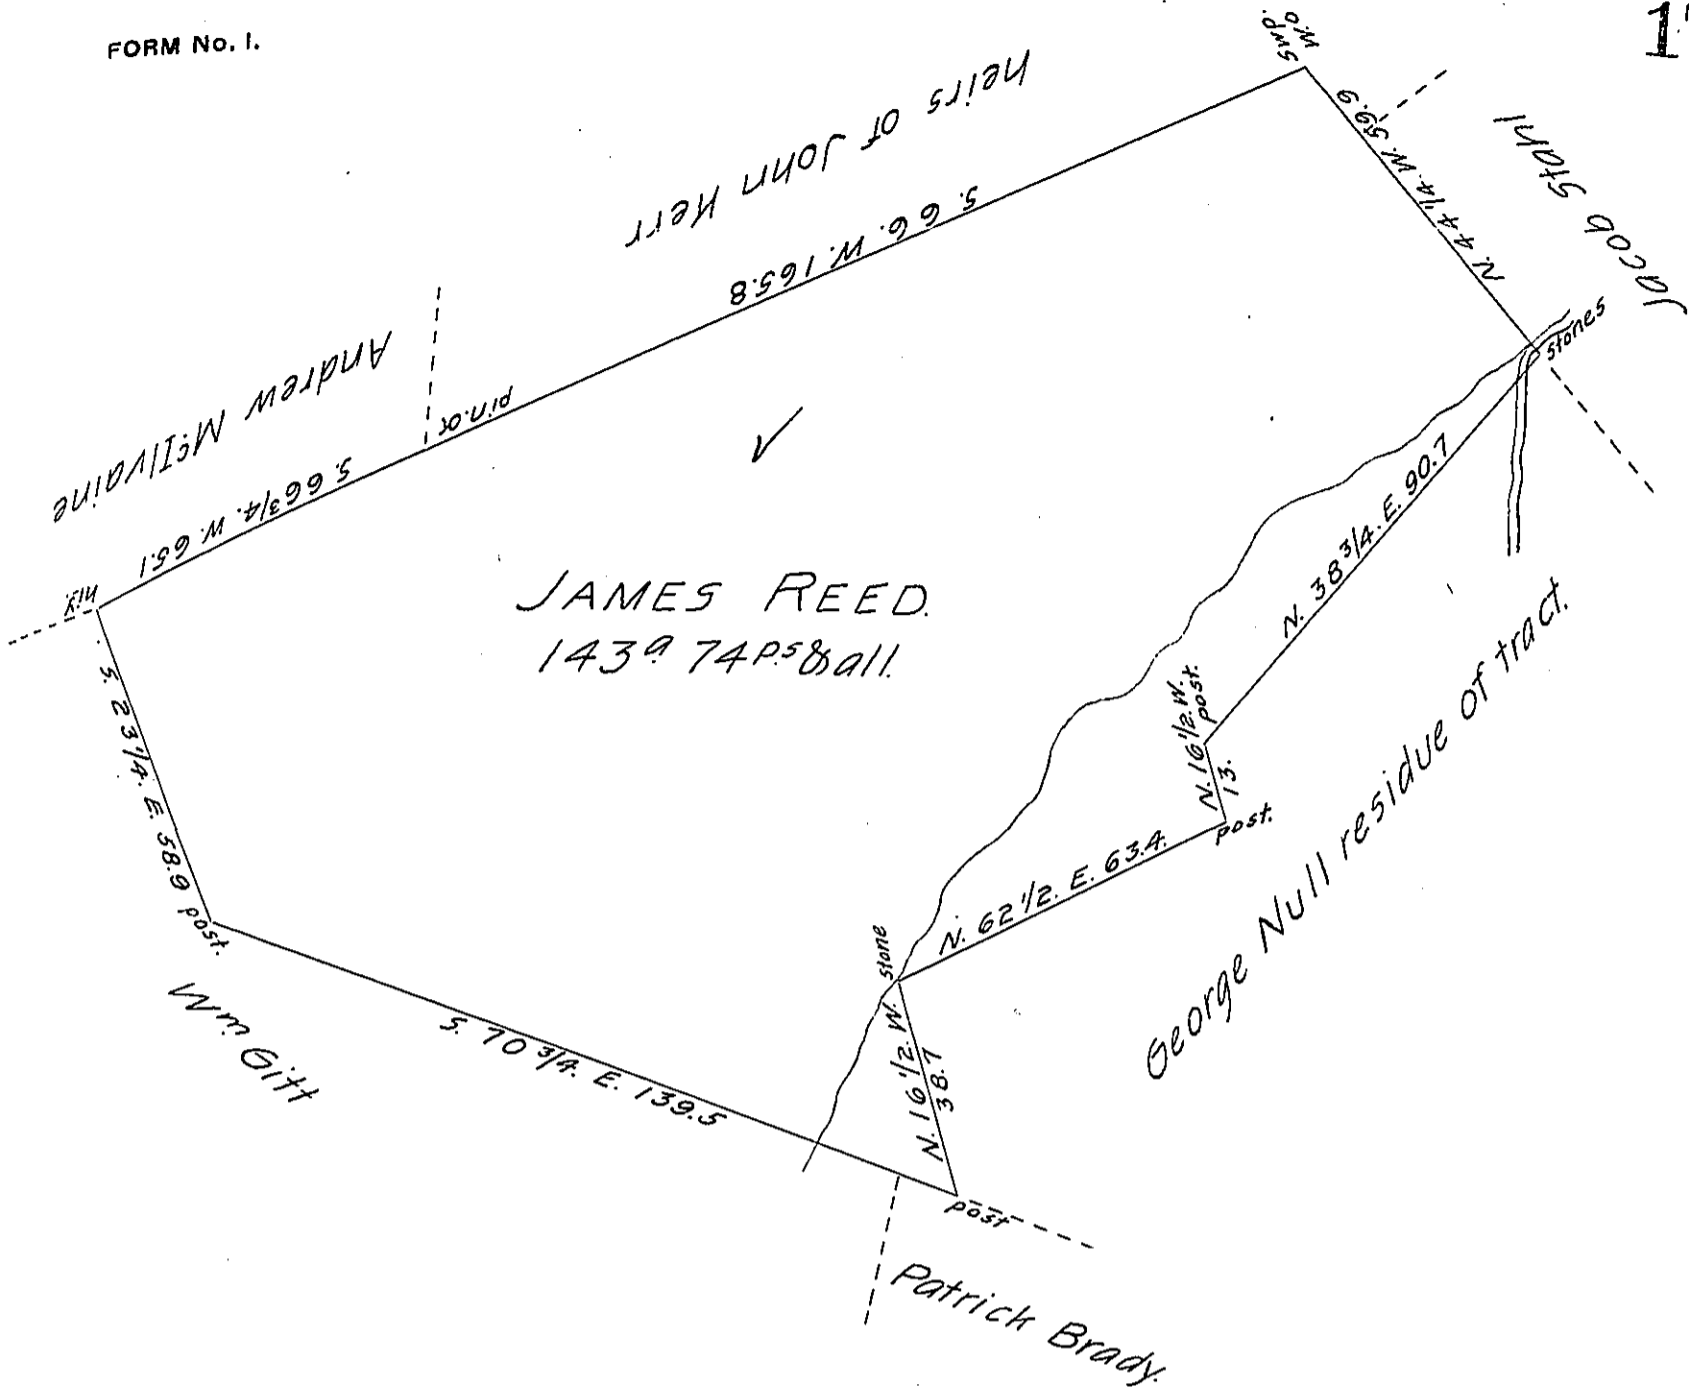 FORM No. 1.
Swp.
W.O
heirs of John Kerr
S. 66. W. 165.8
N. 44 1/4 W. 59.9
Jacob Stahl
stones
Andrew McIlvaine
pin.o
S. 66 3/4. W. 65.1
hi'y.
N. 38 3/4. E. 90.7
JAMES REED.
143a 74ps & all.
S. 23 1/4. E. 58.9
post.
N. 16 1/2. W.
13.
post.
post.
N. 62 1/2. E. 63.4.
George Null residue of tract.
stone
Wm Gitt
S. 70 3/4. E. 139.5
N. 16 1/2. W.
38.7
post
Patrick Brady.